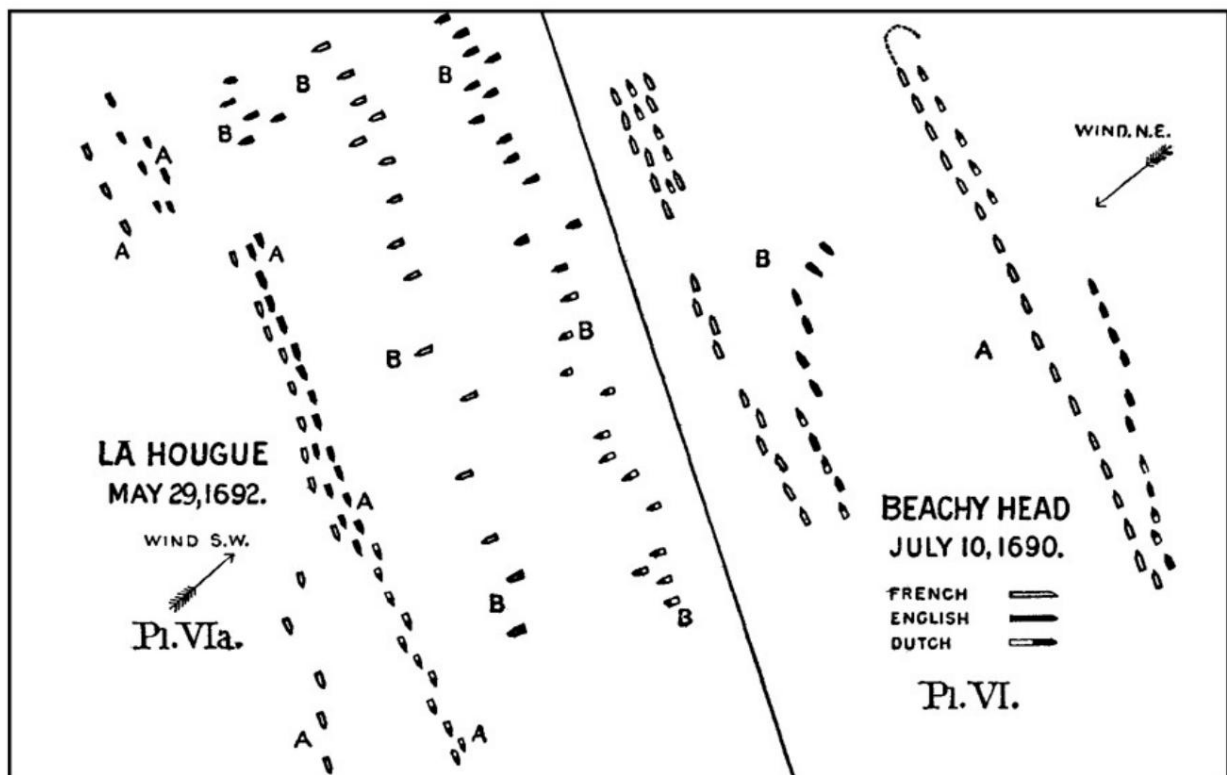 B
B
B
A
A
A
B
B
LA HOUGUE
MAY 29,1692.
WIND S.W.
Pl.VIa.
A
B
B
A
A
WIND. N.E.
B
A
BEACHY HEAD
JULY 10,1690.
FRENCH
ENGLISH
DUTCH
Pl.VI.